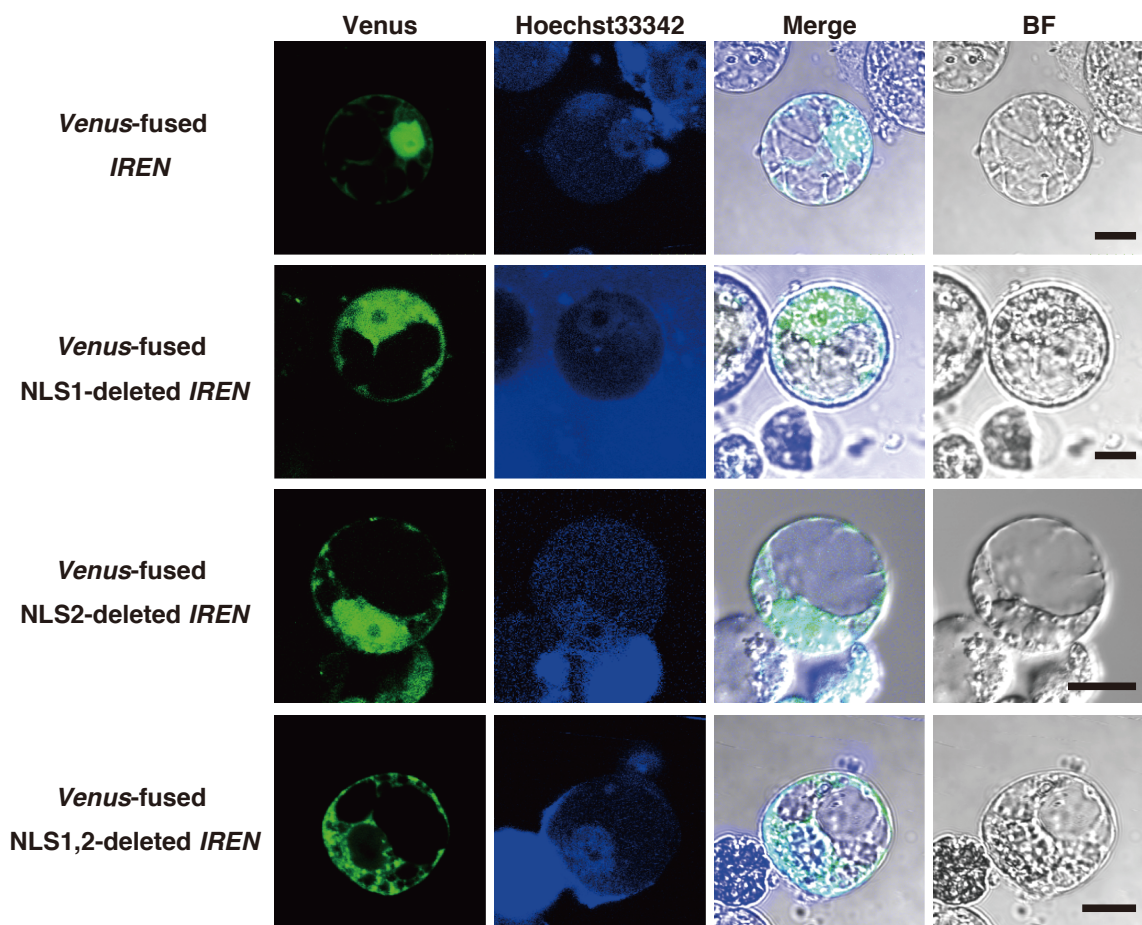 Venus Hoechst33342 Merge BF
Venus-fused
IREN
Venus-fused
NLS1-deleted IREN
Venus-fused
NLS2-deleted IREN
Venus-fused
NLS1,2-deleted IREN